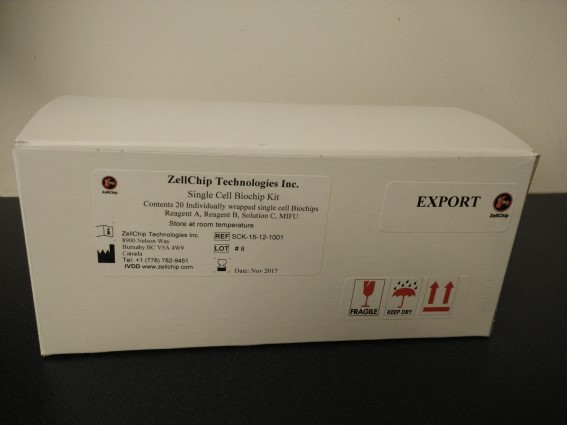 ZellChip Technologies Inc.
Single Cell Biochip Kit
Contents 20 Individually wrapped single cell Biochips
Reagent A, Reagent B, Solution C, MIFU
Store at room temperature
ZellChip Technologies Inc.
8900 Nelson Way
Burnaby BC V5A 4W9
Canada
Tel: +1 (778) 782-9451
IVDD www.zellchip.com
REF SCK-15-12-1001
LOT # 8
Date: Nov 2017
EXPORT
ZellChip
FRAGILE
KEEP DRY